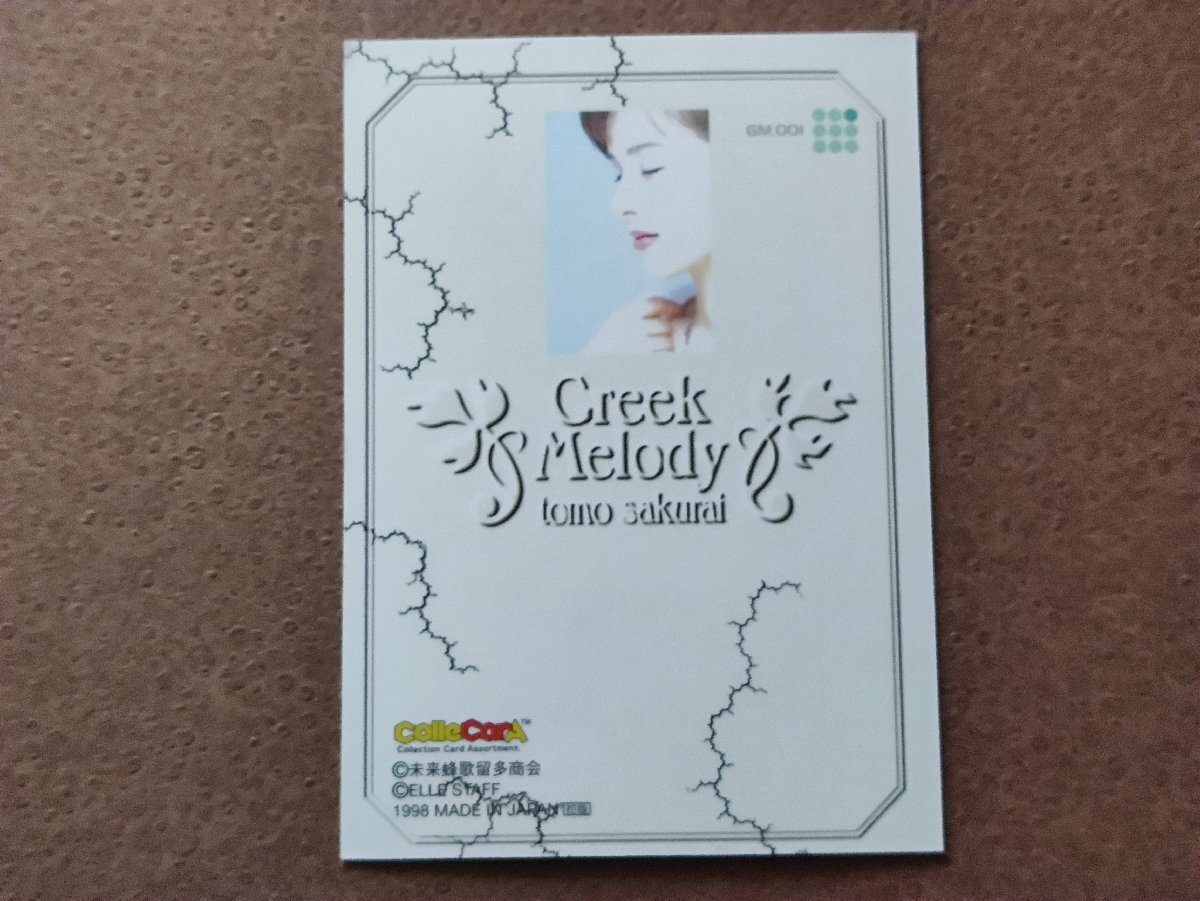 GM.001
Creek
Melody
tomo sakurai
ColleCarA™
Collection Card Assortment.
©未来蜂歌留多商会
©ELLE STAFF
1998 MADE IN JAPAN